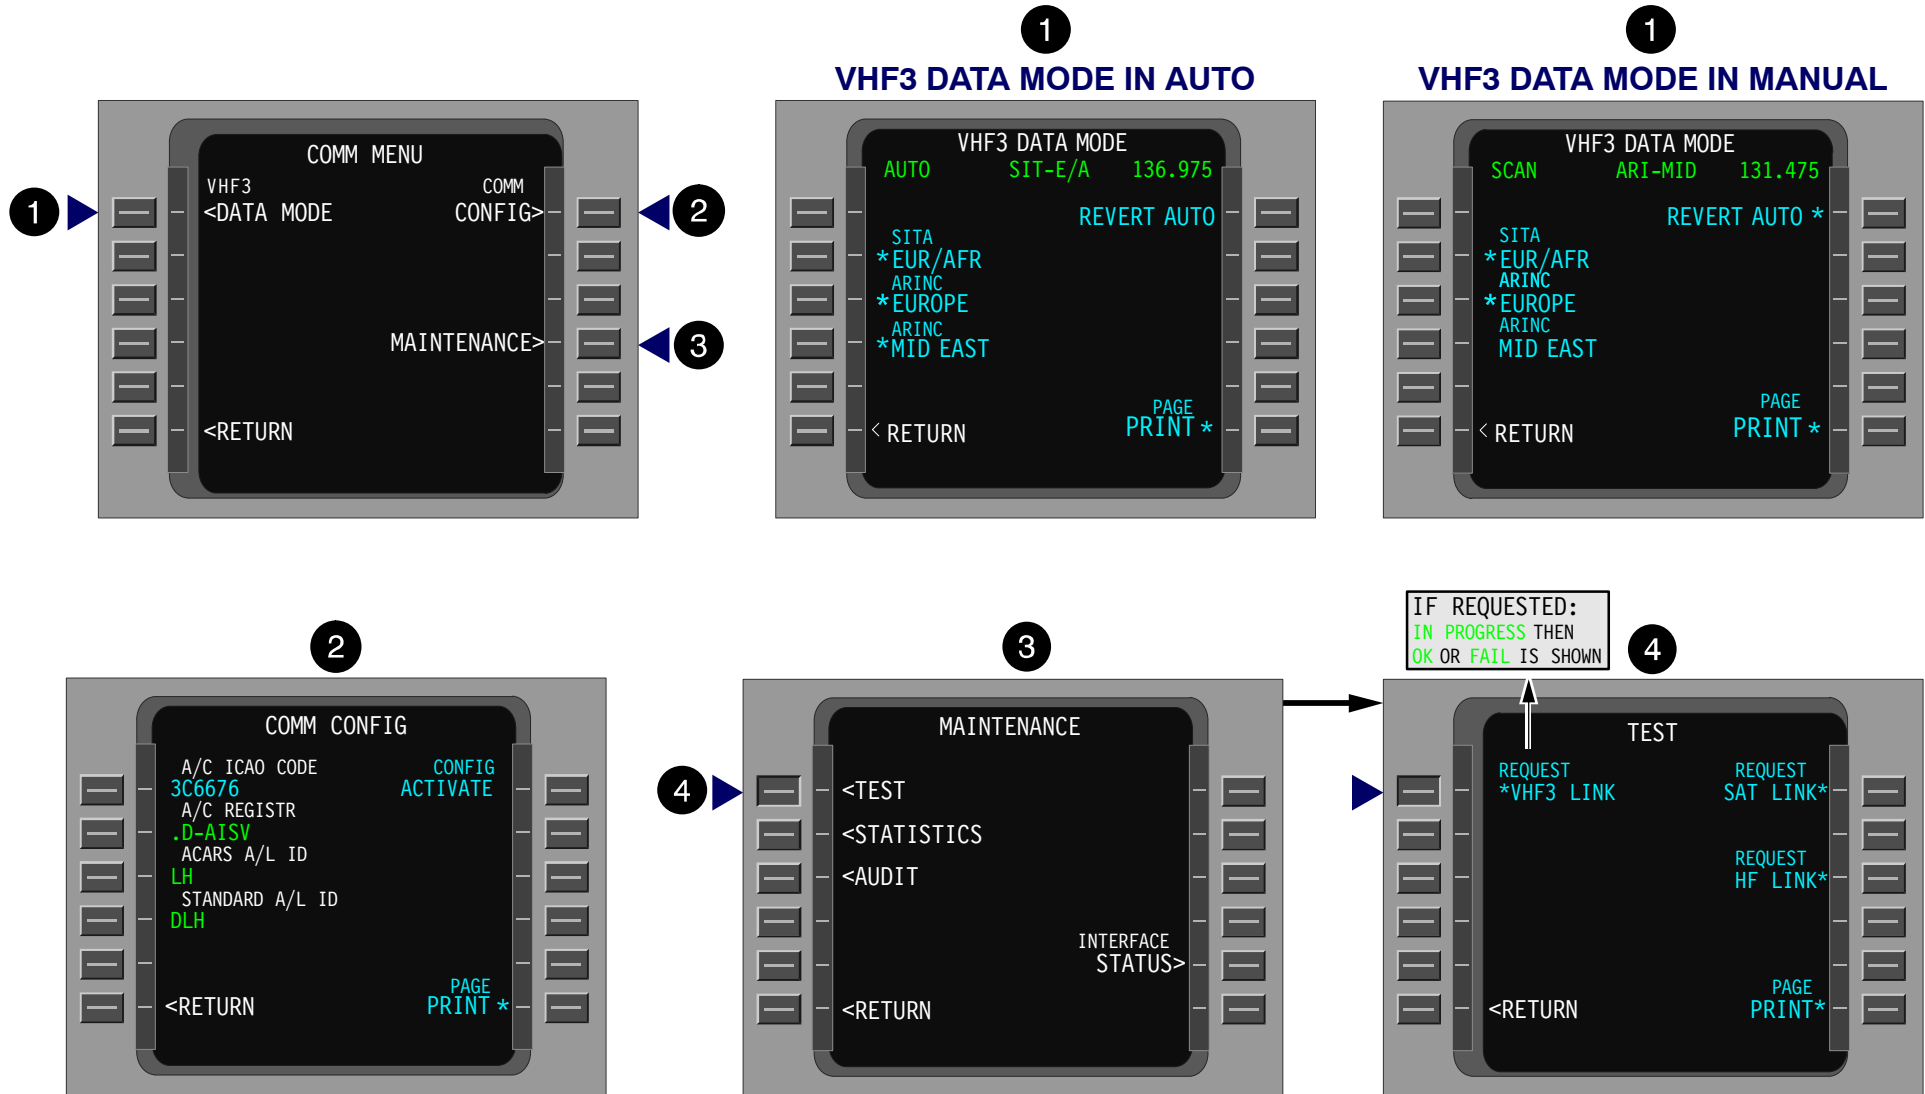 1
VHF3 DATA MODE IN AUTO
1
VHF3 DATA MODE IN MANUAL
COMM MENU
VHF3 COMM
<DATA MODE CONFIG>
1
2
MAINTENANCE>
3
<RETURN
VHF3 DATA MODE
AUTO SIT-E/A 136.975
REVERT AUTO
SITA
*EUR/AFR
ARINC
*EUROPE
ARINC
*MID EAST
PAGE
<RETURN PRINT*
VHF3 DATA MODE
SCAN ARI-MID 131.475
REVERT AUTO *
SITA
*EUR/AFR
ARINC
*EUROPE
ARINC
MID EAST
PAGE
<RETURN PRINT*
2
COMM CONFIG
A/C ICAO CODE CONFIG
3C6676 ACTIVATE
A/C REGISTR
.D-AISV
ACARS A/L ID
LH
STANDARD A/L ID
DLH
PAGE
<RETURN PRINT*
3
MAINTENANCE
4
<TEST
<STATISTICS
<AUDIT
INTERFACE
STATUS>
<RETURN
IF REQUESTED:
IN PROGRESS THEN
OK OR FAIL IS SHOWN
4
TEST
REQUEST REQUEST
*VHF3 LINK SAT LINK*
REQUEST
HF LINK*
PAGE
<RETURN PRINT*